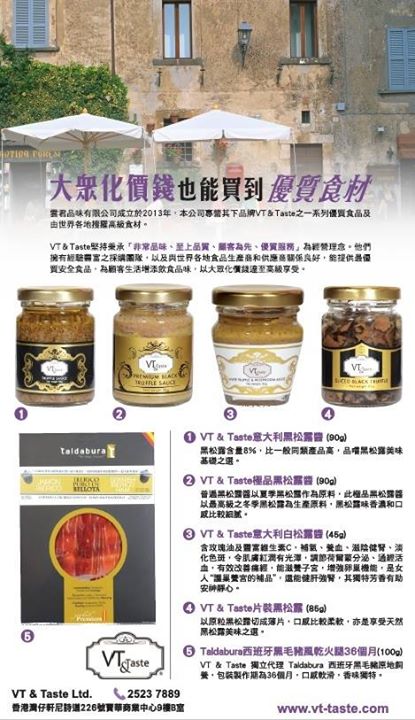 大眾化價錢也能買到優質食材
雲君品味有限公司成立於2013年，本公司專營其下品牌VT & Taste之一系列優質食品及
由世界各地搜羅高級食材。
VT & Taste堅持秉承「非常品味、至上品質、顧客為先、優質服務」為經營理念。他們
擁有經驗豐富之採購團隊，以及與世界各地食品生產商和供應商關係良好，能提供最優
質安全食品，為顧客生活增添飲食品味，以大眾化價錢達至高級享受。
VT&Taste
TRUFFLE SAUCE
VT&Taste
PREMIUM BLACK
TRUFFLE SAUCE
VT&Taste
VT&Taste
SLICED BLACK TRUFFLE
1
2
3
4
Taldabura
JAMÓN
IBÉRICO
PURO DE
BELLOTA
Premium
5
1 VT & Taste意大利黑松露醬 (90g)
黑松露含量8%，比一般同類產品高，品嚐黑松露美味
基礎之選。
2 VT & Taste極品黑松露醬 (90g)
普遍黑松露醬以夏季黑松露作為原料，此極品黑松露醬
以最高級之冬季黑松露為生產原料，黑松露味香濃和口
感比較細膩。
3 VT & Taste意大利白松露醬 (45g)
含玫瑰油及豐富維生素C、補氣、養血、滋陰健腎、淡
化色斑，令肌膚紅潤有光澤，調節荷爾蒙分泌、通經活
血，有效改善痛經，能滋養子宮，增強卵巢機能，是女
人"護巢養宮的補品"，還能健肝強腎，其獨特芳香有助
安神靜心。
4 VT & Taste片裝黑松露 (85g)
以原粒黑松露切成薄片，口感比較柔軟，亦是享受天然
黑松露美味之選。
5 Taldabura西班牙黑毛豬風乾火腿36個月(100g)
VT & Taste 獨立代理 Taldabura 西班牙黑毛豬原地飼
養，包裝製作期為36個月，口感軟滑，香味獨特。
VT&Taste
VT & Taste Ltd. 2523 7889
香港灣仔軒尼詩道226號寶華商業中心9樓B室
www.vt-taste.com